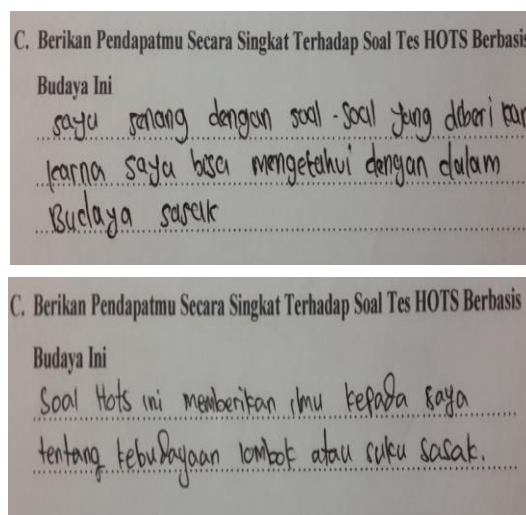 C. Berikan Pendapatmu Secara Singkat Terhadap Soal Tes HOTS Berbasis
Budaya Ini
saya senang dengan soal-soal yang diberikan
karna saya bisa mengetahui dengan dalam
Budaya sasak
C. Berikan Pendapatmu Secara Singkat Terhadap Soal Tes HOTS Berbasis
Budaya Ini
Soal Hots ini memberikan ilmu kepada saya
tentang kebudayaan lombok atau suku sasak.